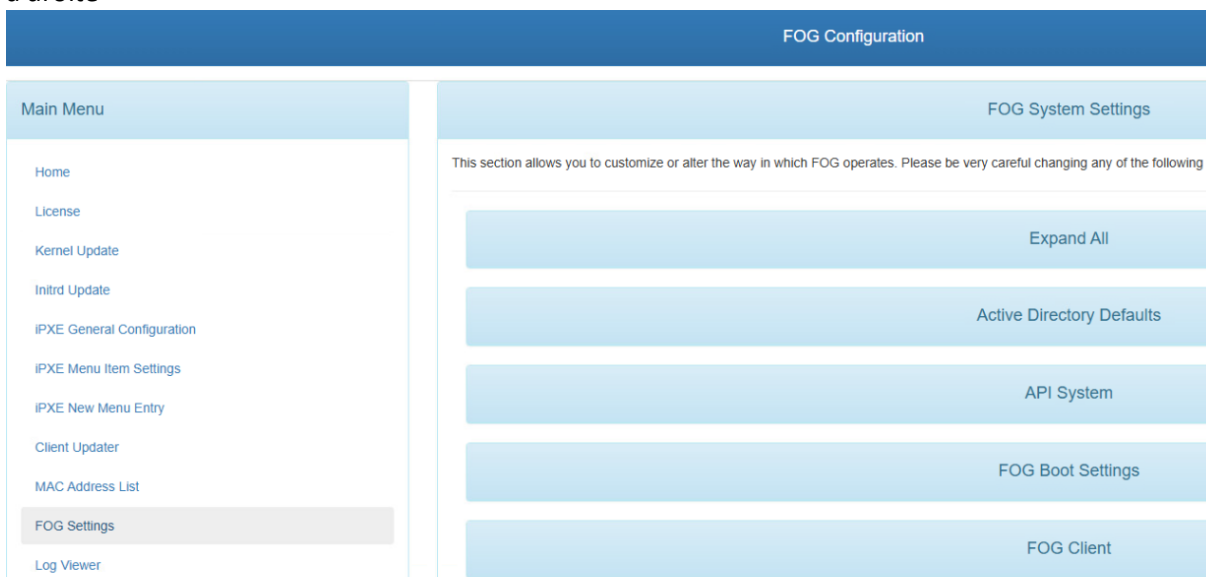 à droite
FOG Configuration
Main Menu
Home
License
Kernel Update
Initrd Update
iPXE General Configuration
iPXE Menu Item Settings
iPXE New Menu Entry
Client Updater
MAC Address List
FOG Settings
Log Viewer
FOG System Settings
This section allows you to customize or alter the way in which FOG operates. Please be very careful changing any of the following
Expand All
Active Directory Defaults
API System
FOG Boot Settings
FOG Client